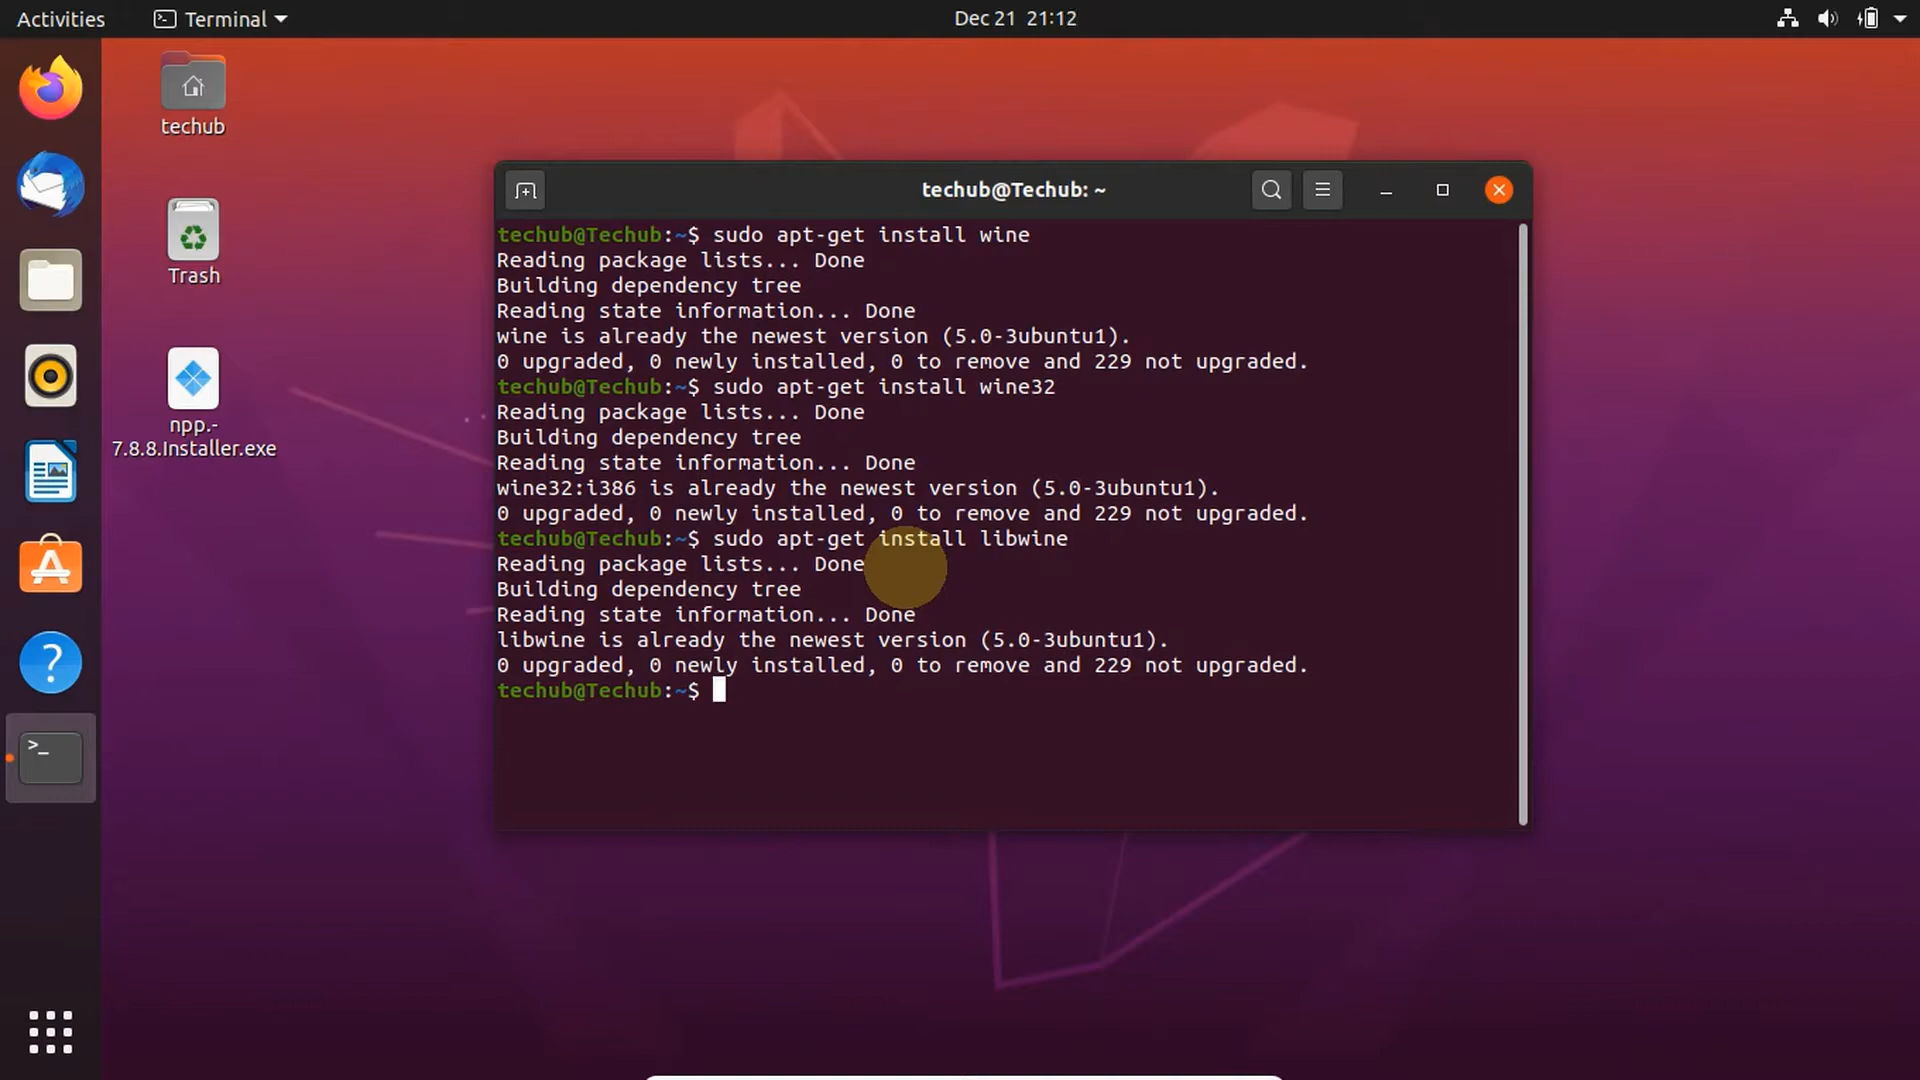 Activities
Terminal
Dec 21 21:12
techub
Trash
npp.-
7.8.8.Installer.exe
techub@Techub: ~
techub@Techub:~$ sudo apt-get install wine
Reading package lists... Done
Building dependency tree
Reading state information... Done
wine is already the newest version (5.0-3ubuntu1).
0 upgraded, 0 newly installed, 0 to remove and 229 not upgraded.
techub@Techub:~$ sudo apt-get install wine32
Reading package lists... Done
Building dependency tree
Reading state information... Done
wine32:i386 is already the newest version (5.0-3ubuntu1).
0 upgraded, 0 newly installed, 0 to remove and 229 not upgraded.
techub@Techub:~$ sudo apt-get install libwine
Reading package lists... Done
Building dependency tree
Reading state information... Done
libwine is already the newest version (5.0-3ubuntu1).
0 upgraded, 0 newly installed, 0 to remove and 229 not upgraded.
techub@Techub:~$